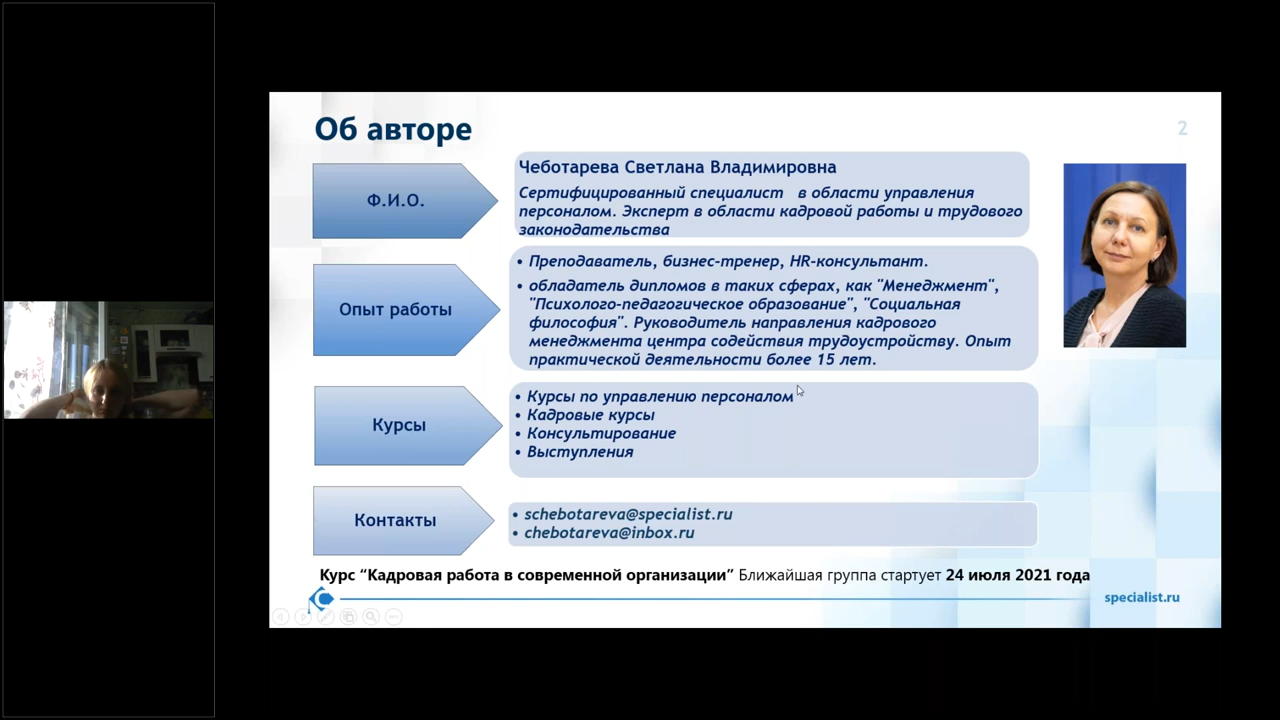 Об авторе
2
Ф.И.О.
Чеботарева Светлана Владимировна
Сертифицированный специалист в области управления
персоналом. Эксперт в области кадровой работы и трудового
законодательства
Опыт работы
• Преподаватель, бизнес-тренер, HR-консультант.
• обладатель дипломов в таких сферах, как "Менеджмент",
"Психолого-педагогическое образование", "Социальная
философия". Руководитель направления кадрового
менеджмента центра содействия трудоустройству. Опыт
практической деятельности более 15 лет.
Курсы
• Курсы по управлению персоналом
• Кадровые курсы
• Консультирование
• Выступления
Контакты
• schebotareva@specialist.ru
• chebotareva@inbox.ru
Курс “Кадровая работа в современной организации” Ближайшая группа стартует 24 июля 2021 года
specialist.ru